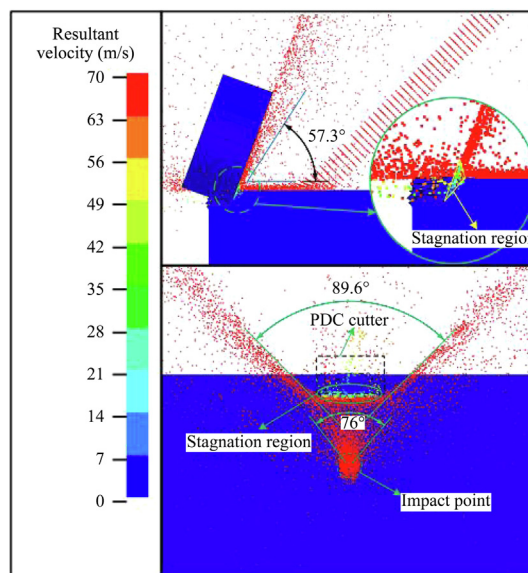 Resultant
velocity (m/s)
70
63
56
49
42
35
28
21
14
7
0
57.3°
Stagnation region
89.6°
PDC cutter
76°
Stagnation region
Impact point